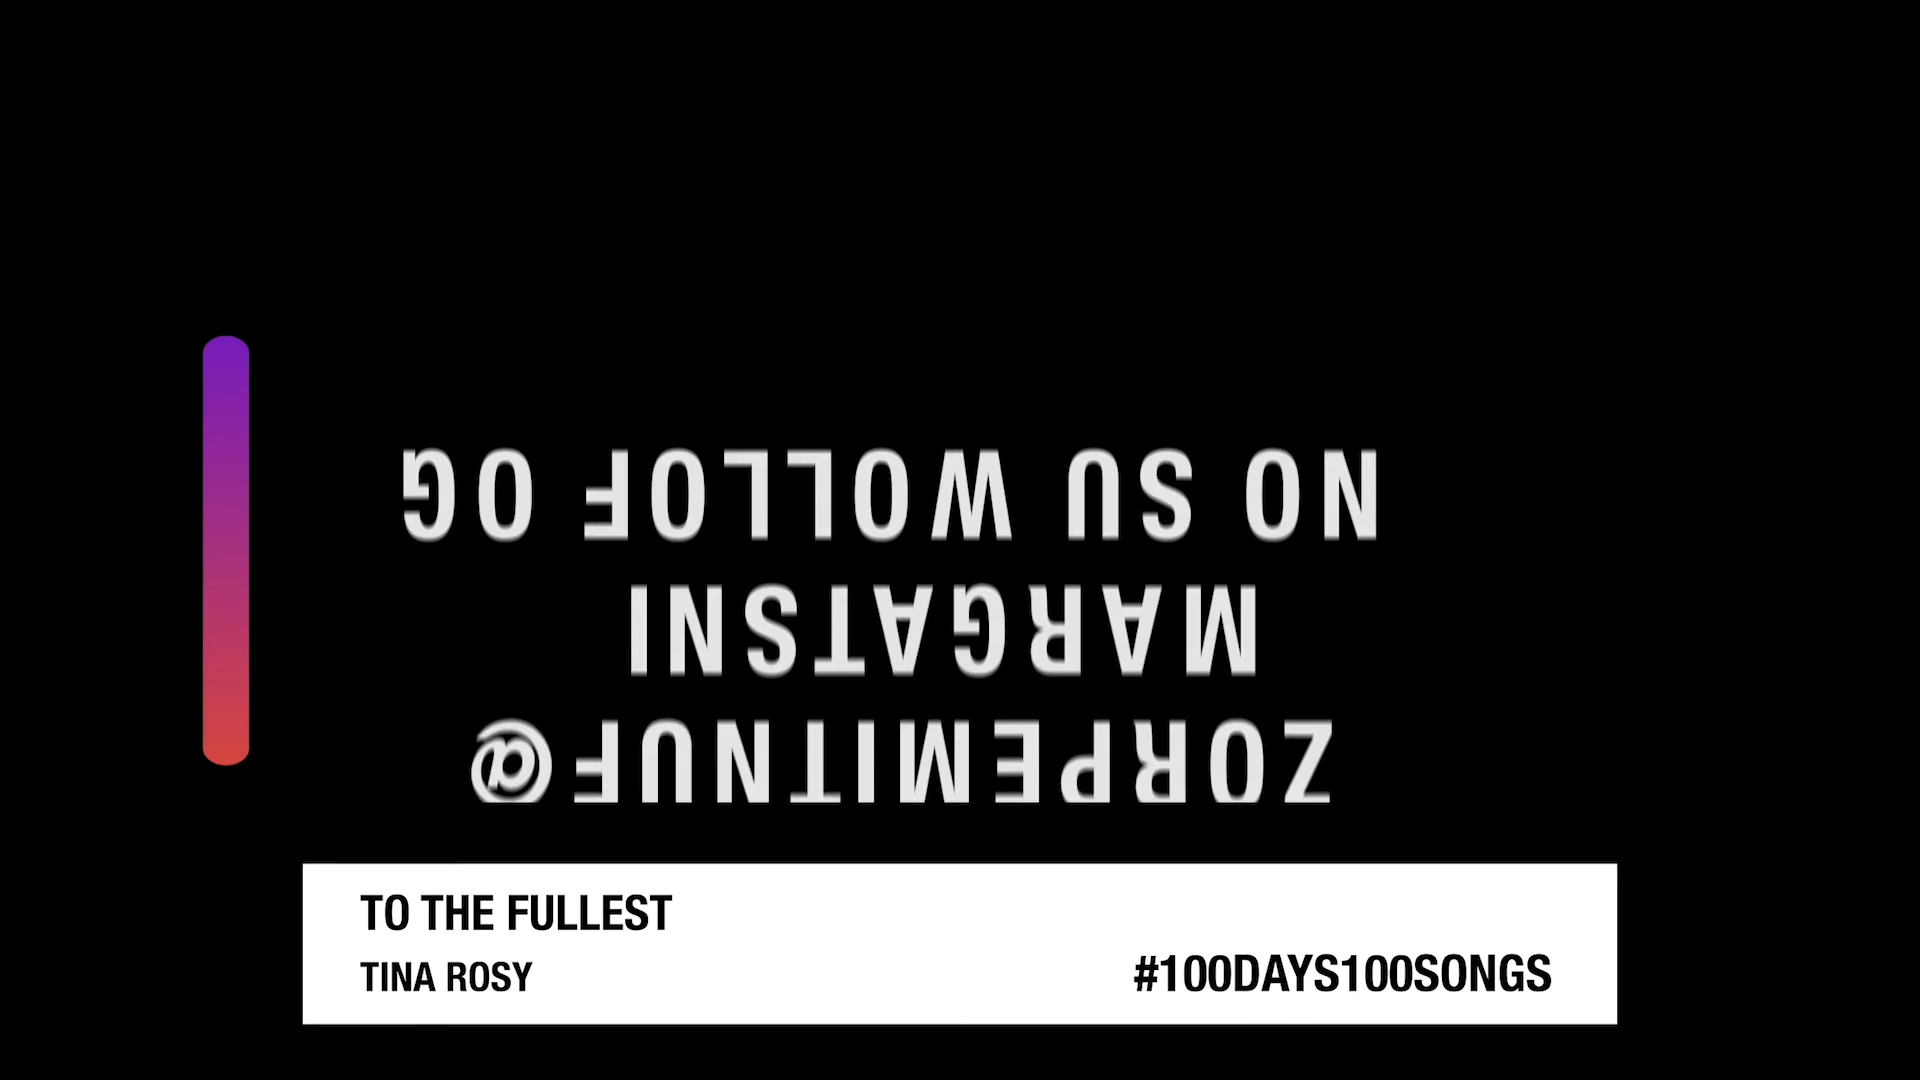 GO FOLLOW US ON
INSTAGRAM
@FUNTIMEPROZ
TO THE FULLEST
TINA ROSY
#100DAYS100SONGS